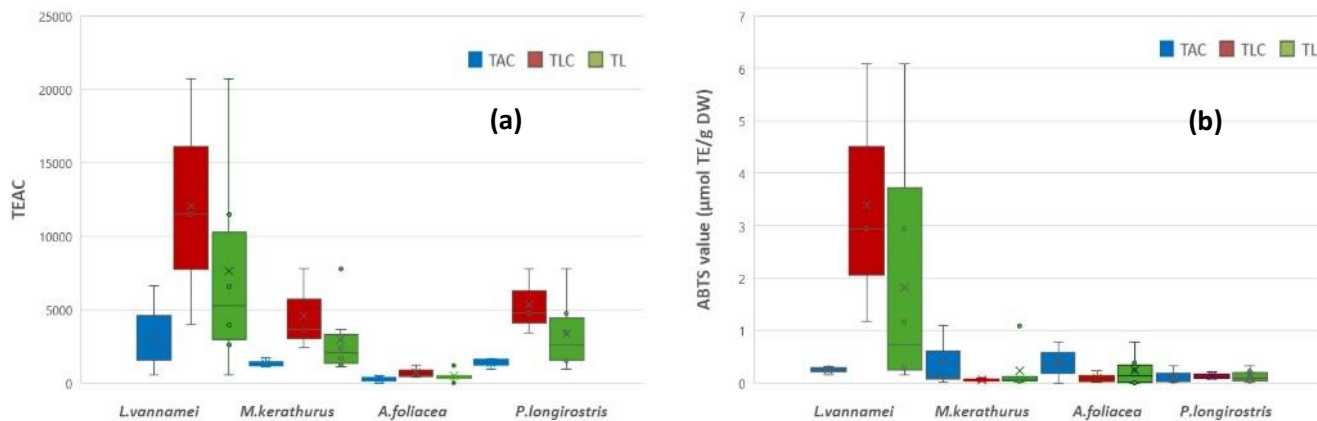 25000
20000
15000
10000
5000
0
TEAC
TAC TLC TL
(a)
L.vannamei M.kerathurus A.foliacea P.longirostris
7
6
5
4
3
2
1
0
ABTS value (µmol TE/g DW)
TAC TLC TL
(b)
L.vannamei M.kerathurus A.foliacea P.longirostris